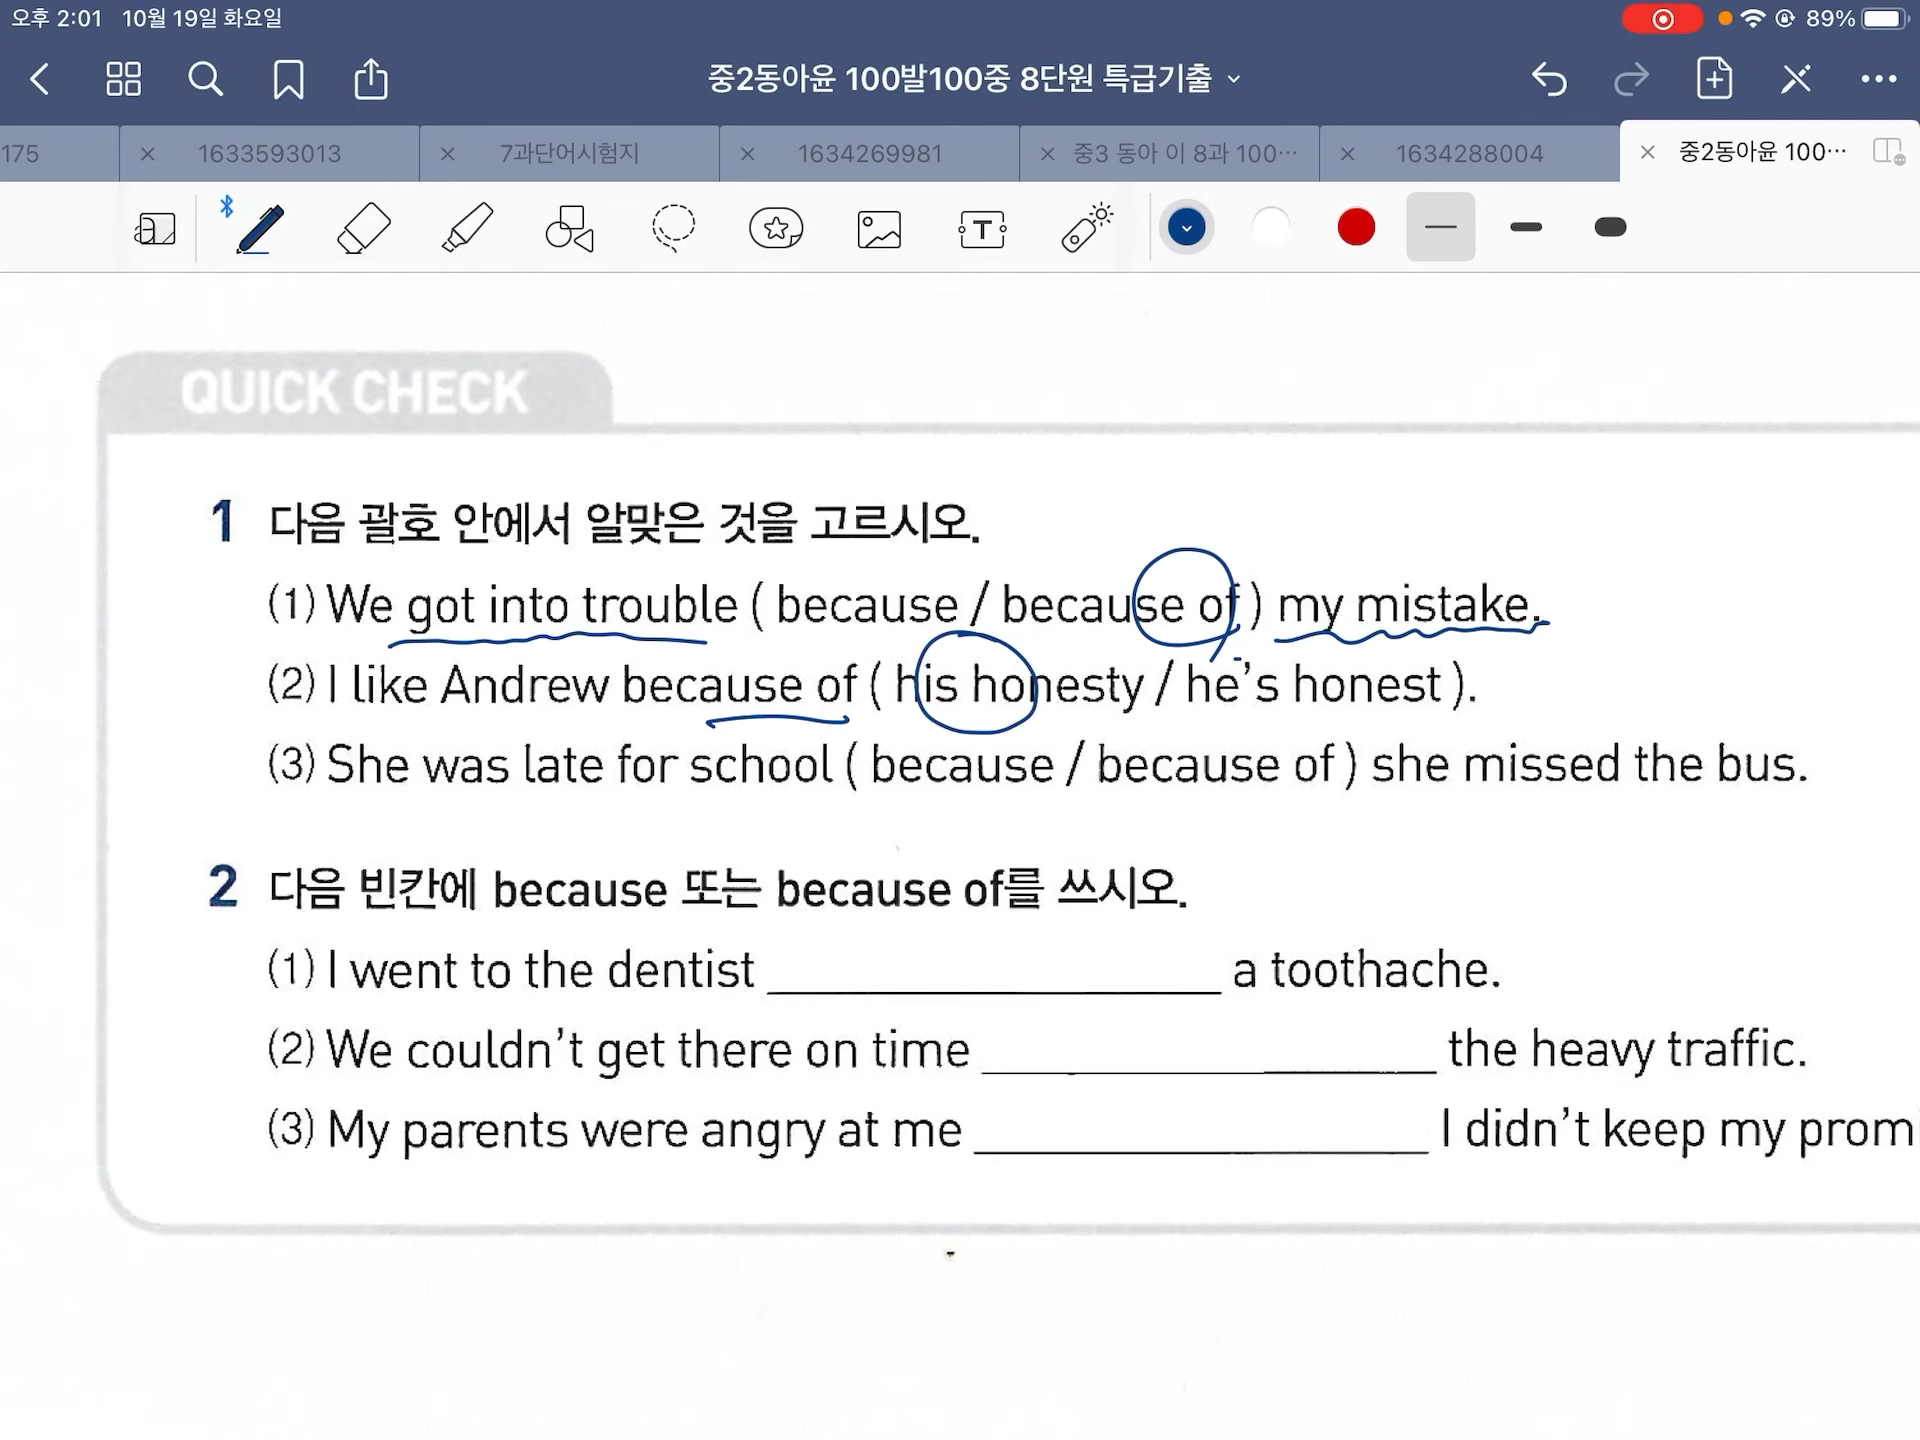 오후 2:01 10월 19일 화요일 89%
중2동아윤 100발100중 8단원 특급기출
175 1633593013 7과단어시험지 1634269981 중3 동아 이 8과 100… 1634288004 중2동아윤 100…
QUICK CHECK
1 다음 괄호 안에서 알맞은 것을 고르시오.
(1) We got into trouble ( because / because of ) my mistake.
(2) I like Andrew because of ( his honesty / he's honest ).
(3) She was late for school ( because / because of ) she missed the bus.
2 다음 빈칸에 because 또는 because of를 쓰시오.
(1) I went to the dentist ____________ a toothache.
(2) We couldn't get there on time ____________ the heavy traffic.
(3) My parents were angry at me ____________ I didn't keep my prom